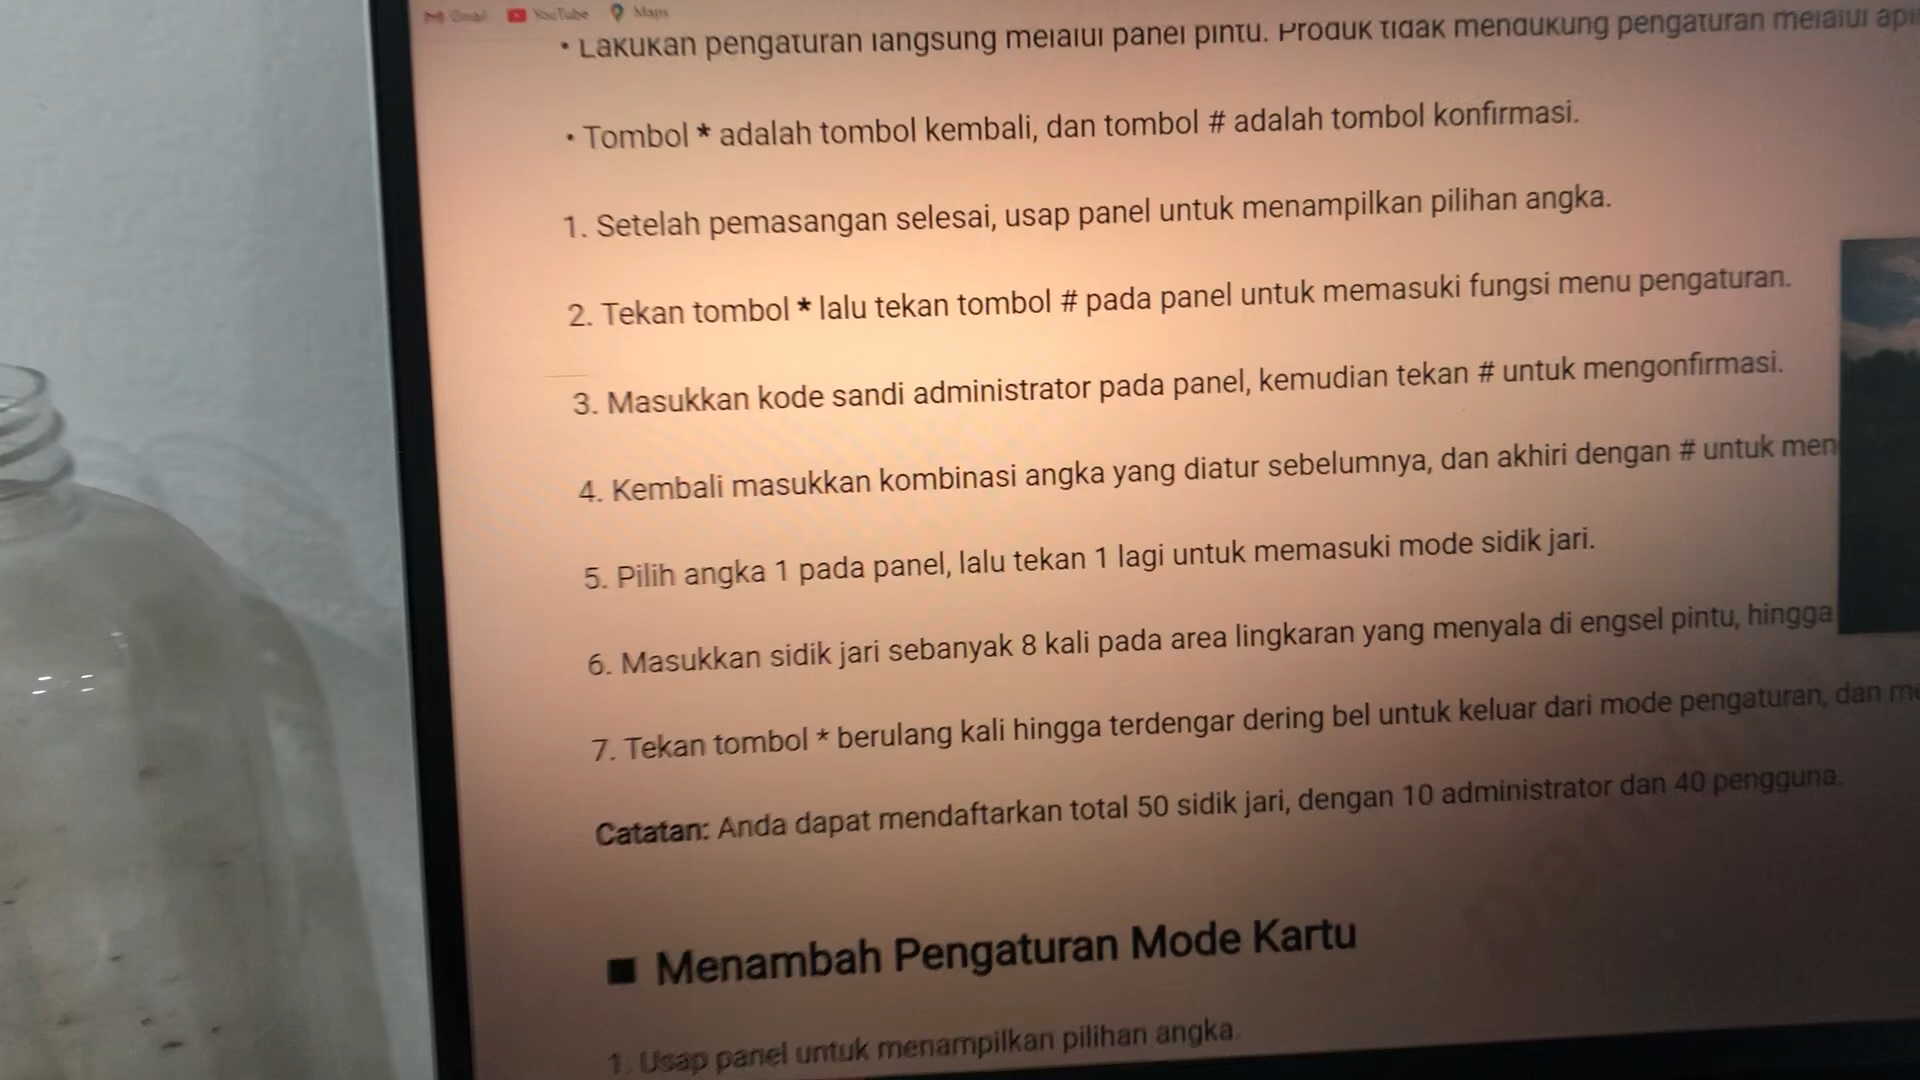 Gmail YouTube Maps
• Lakukan pengaturan langsung melalui panel pintu. Produk tidak mendukung pengaturan melalui
• Tombol * adalah tombol kembali, dan tombol # adalah tombol konfirmasi.
1. Setelah pemasangan selesai, usap panel untuk menampilkan pilihan angka.
2. Tekan tombol * lalu tekan tombol # pada panel untuk memasuki fungsi menu pengaturan.
3. Masukkan kode sandi administrator pada panel, kemudian tekan # untuk mengonfirmasi.
4. Kembali masukkan kombinasi angka yang diatur sebelumnya, dan akhiri dengan # untuk men
5. Pilih angka 1 pada panel, lalu tekan 1 lagi untuk memasuki mode sidik jari.
6. Masukkan sidik jari sebanyak 8 kali pada area lingkaran yang menyala di engsel pintu, hingga
7. Tekan tombol * berulang kali hingga terdengar dering bel untuk keluar dari mode pengaturan, dan
Catatan: Anda dapat mendaftarkan total 50 sidik jari, dengan 10 administrator dan 40 pengguna.
■ Menambah Pengaturan Mode Kartu
1. Usap panel untuk menampilkan pilihan angka.